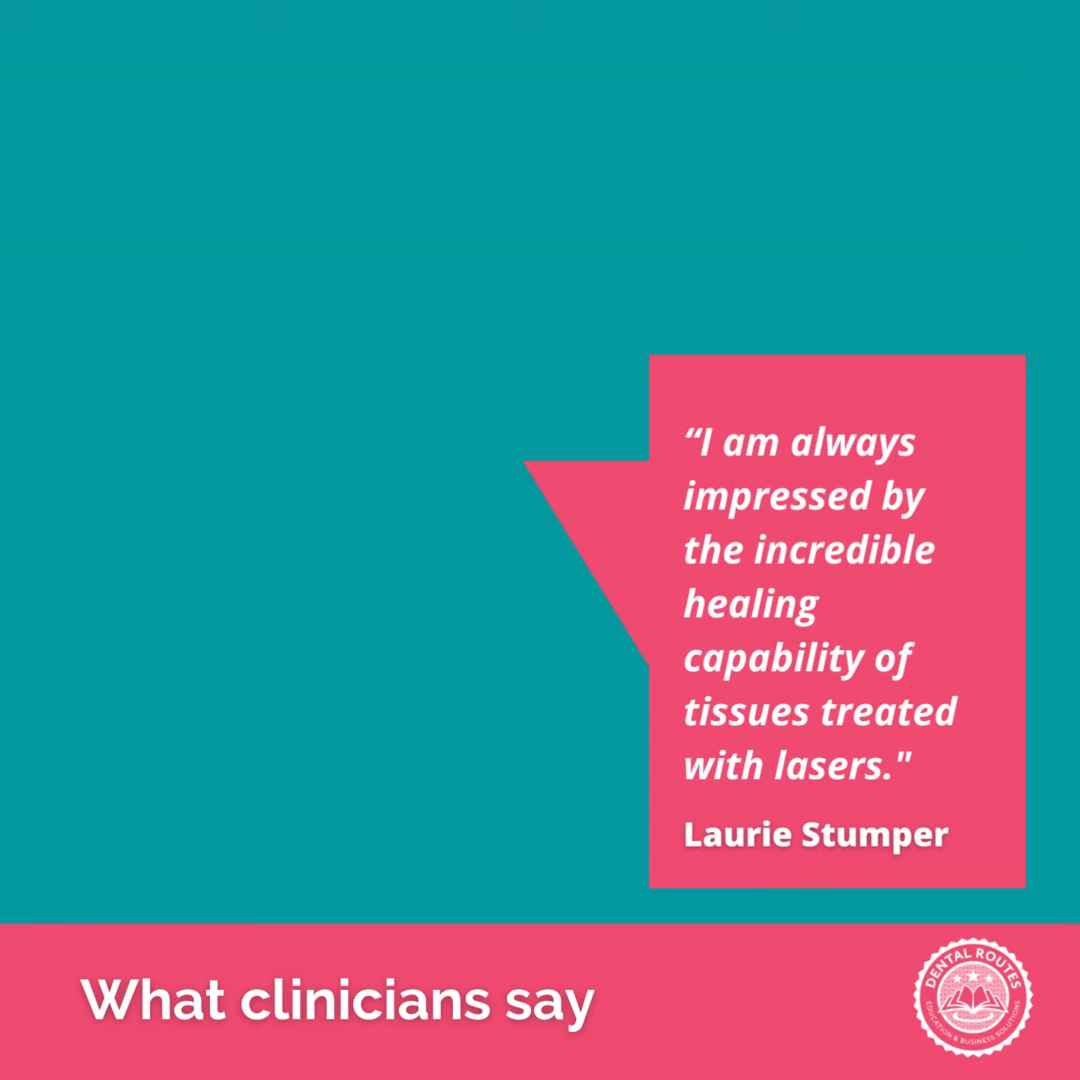 “I am always
impressed by
the incredible
healing
capability of
tissues treated
with lasers."
Laurie Stumper
What clinicians say
DENTAL ROUTES
EDUCATION & BUSINESS SOLUTIONS